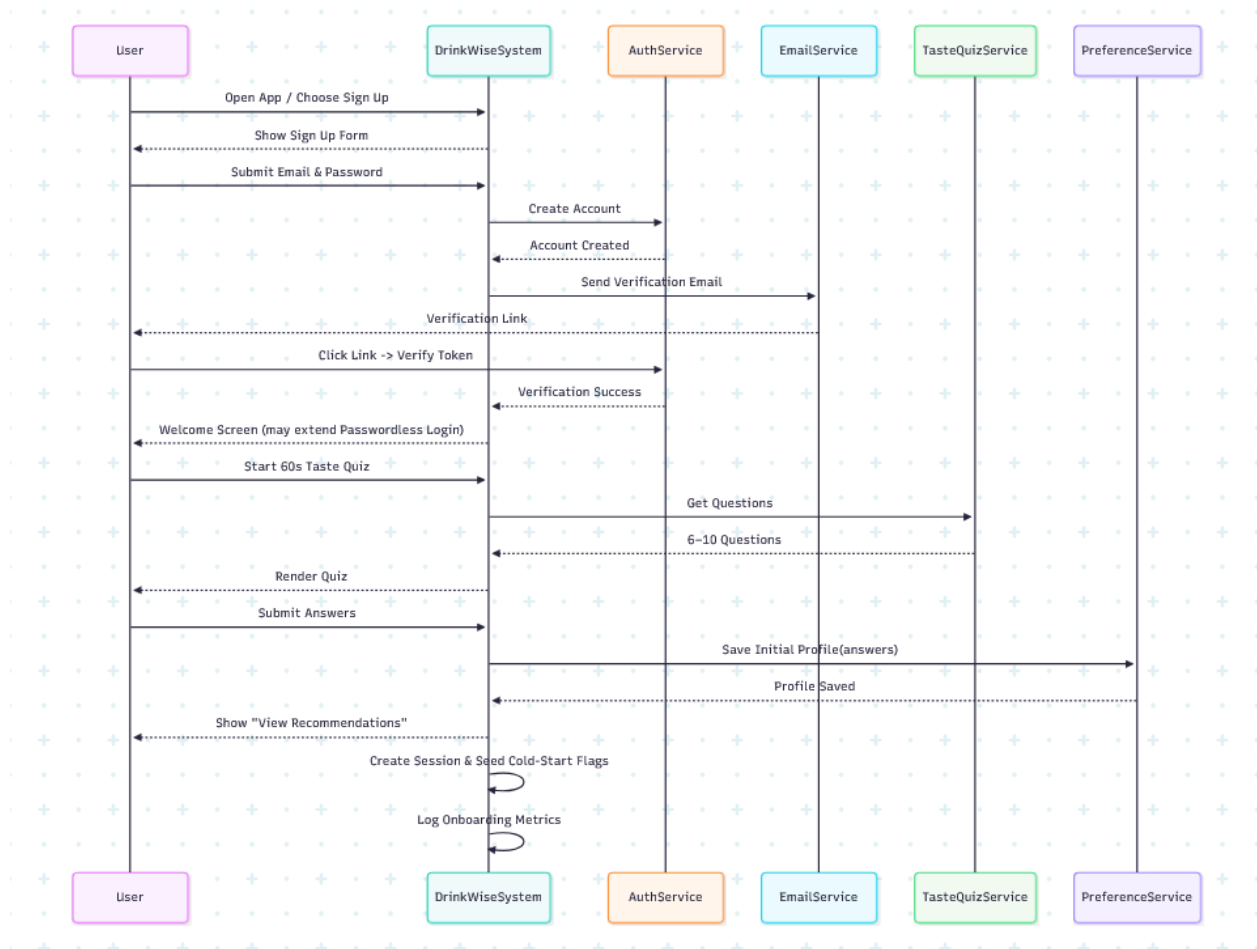 User
DrinkWiseSystem
AuthService
EmailService
TasteQuizService
PreferenceService
Open App / Choose Sign Up
Show Sign Up Form
Submit Email & Password
Create Account
Account Created
Send Verification Email
Verification Link
Click Link -> Verify Token
Verification Success
Welcome Screen (may extend Passwordless Login)
Start 60s Taste Quiz
Get Questions
6–10 Questions
Render Quiz
Submit Answers
Save Initial Profile(answers)
Profile Saved
Show "View Recommendations"
Create Session & Seed Cold-Start Flags
Log Onboarding Metrics
User
DrinkWiseSystem
AuthService
EmailService
TasteQuizService
PreferenceService